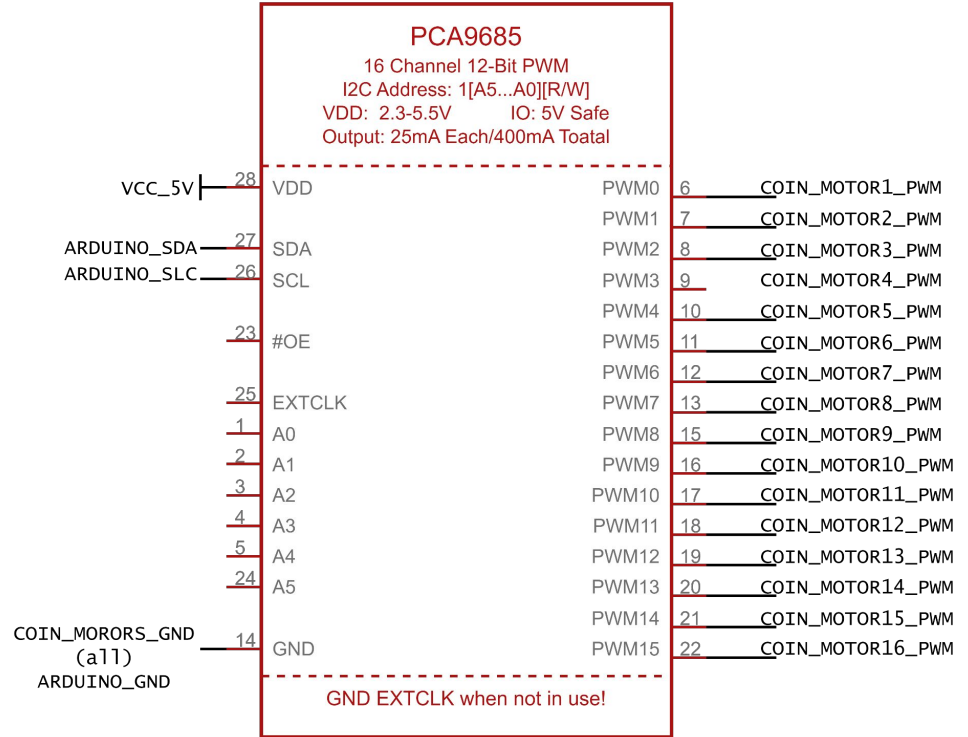 PCA9685
16 Channel 12-Bit PWM
I2C Address: 1[A5...A0][R/W]
VDD: 2.3-5.5V IO: 5V Safe
Output: 25mA Each/400mA Toatal
VCC_5V 28 VDD PWM0 6 COIN_MOTOR1_PWM
PWM1 7 COIN_MOTOR2_PWM
ARDUINO_SDA 27 SDA PWM2 8 COIN_MOTOR3_PWM
ARDUINO_SLC 26 SCL PWM3 9 COIN_MOTOR4_PWM
PWM4 10 COIN_MOTOR5_PWM
23 #OE PWM5 11 COIN_MOTOR6_PWM
PWM6 12 COIN_MOTOR7_PWM
25 EXTCLK PWM7 13 COIN_MOTOR8_PWM
1 A0 PWM8 15 COIN_MOTOR9_PWM
2 A1 PWM9 16 COIN_MOTOR10_PWM
3 A2 PWM10 17 COIN_MOTOR11_PWM
4 A3 PWM11 18 COIN_MOTOR12_PWM
5 A4 PWM12 19 COIN_MOTOR13_PWM
24 A5 PWM13 20 COIN_MOTOR14_PWM
PWM14 21 COIN_MOTOR15_PWM
COIN_MORORS_GND 14 GND PWM15 22 COIN_MOTOR16_PWM
(all)
ARDUINO_GND
GND EXTCLK when not in use!